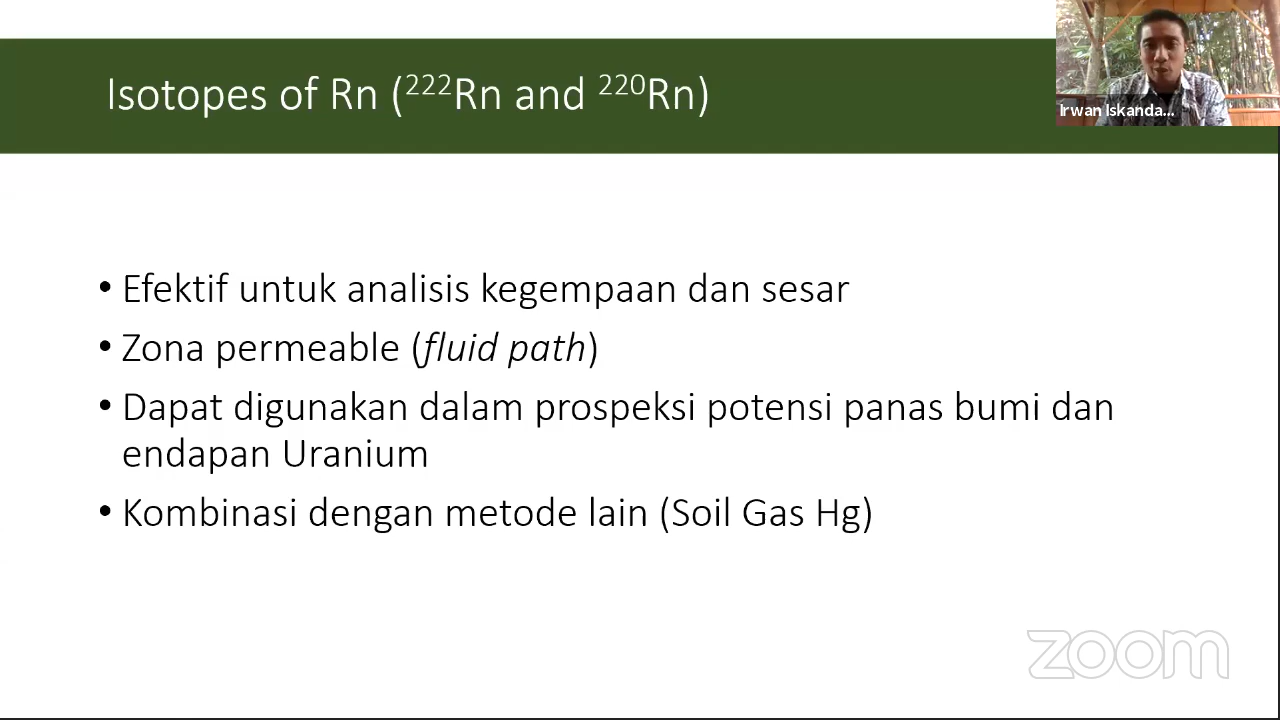 Isotopes of Rn (²²²Rn and ²²⁰Rn)
Irwan Iskanda...
• Efektif untuk analisis kegempaan dan sesar
• Zona permeable (fluid path)
• Dapat digunakan dalam prospeksi potensi panas bumi dan
endapan Uranium
• Kombinasi dengan metode lain (Soil Gas Hg)
zoom